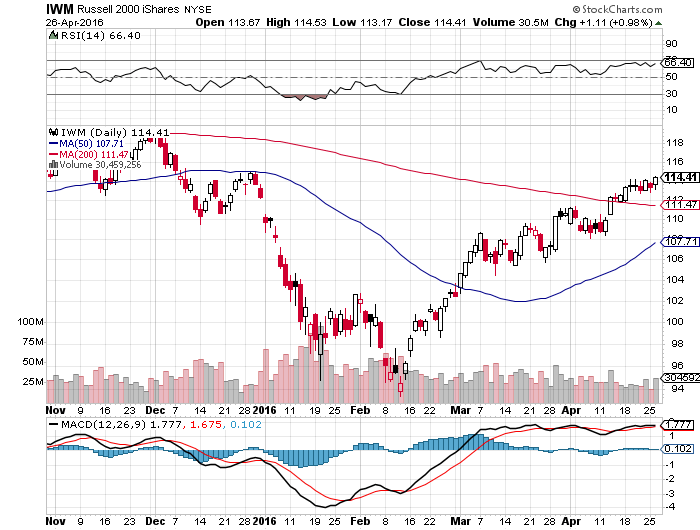 IWM Russell 2000 iShares NYSE © StockCharts.com
26-Apr-2016 Open 113.67 High 114.53 Low 113.17 Close 114.41 Volume 30.5M Chg +1.11 (+0.98%)
RSI(14) 66.40
90
70
66.40
50
30
10
IWM (Daily) 114.41
MA(50) 107.71
MA(200) 111.47
Volume 30,459,256
118
116
114.41
112
111.47
110
108
107.71
106
104
102
100
98
96
94
100M
75M
50M
25M
304592
Nov 9 16 23 Dec 7 14 21 28 2016 11 19 25 Feb 8 16 22 Mar 7 14 21 28 Apr 11 18 25
MACD(12,26,9) 1.777, 1.675, 0.102
1.777
1
0.102
-1
-2
-3
-4
Nov 9 16 23 Dec 7 14 21 28 2016 11 19 25 Feb 8 16 22 Mar 7 14 21 28 Apr 11 18 25